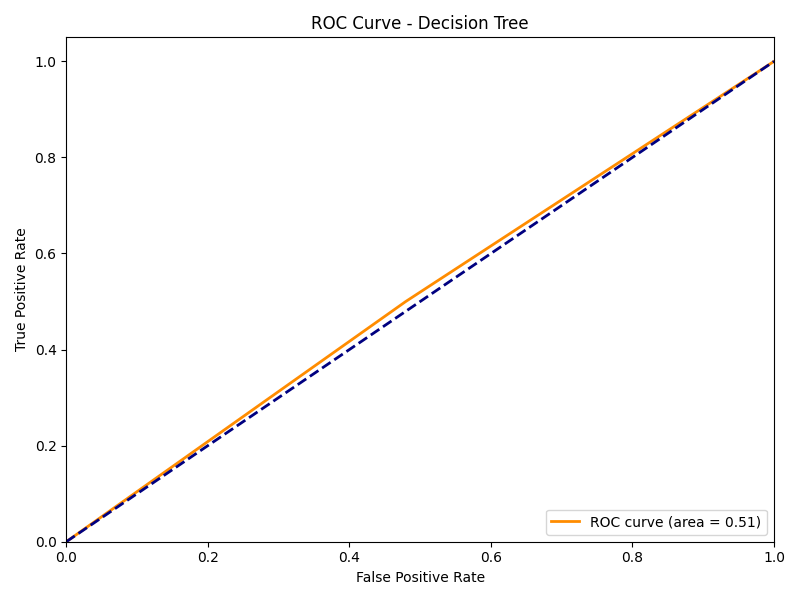 ROC Curve - Decision Tree
1.0
0.8
0.6
0.4
0.2
0.0
True Positive Rate
ROC curve (area = 0.51)
0.0 0.2 0.4 0.6 0.8 1.0
False Positive Rate